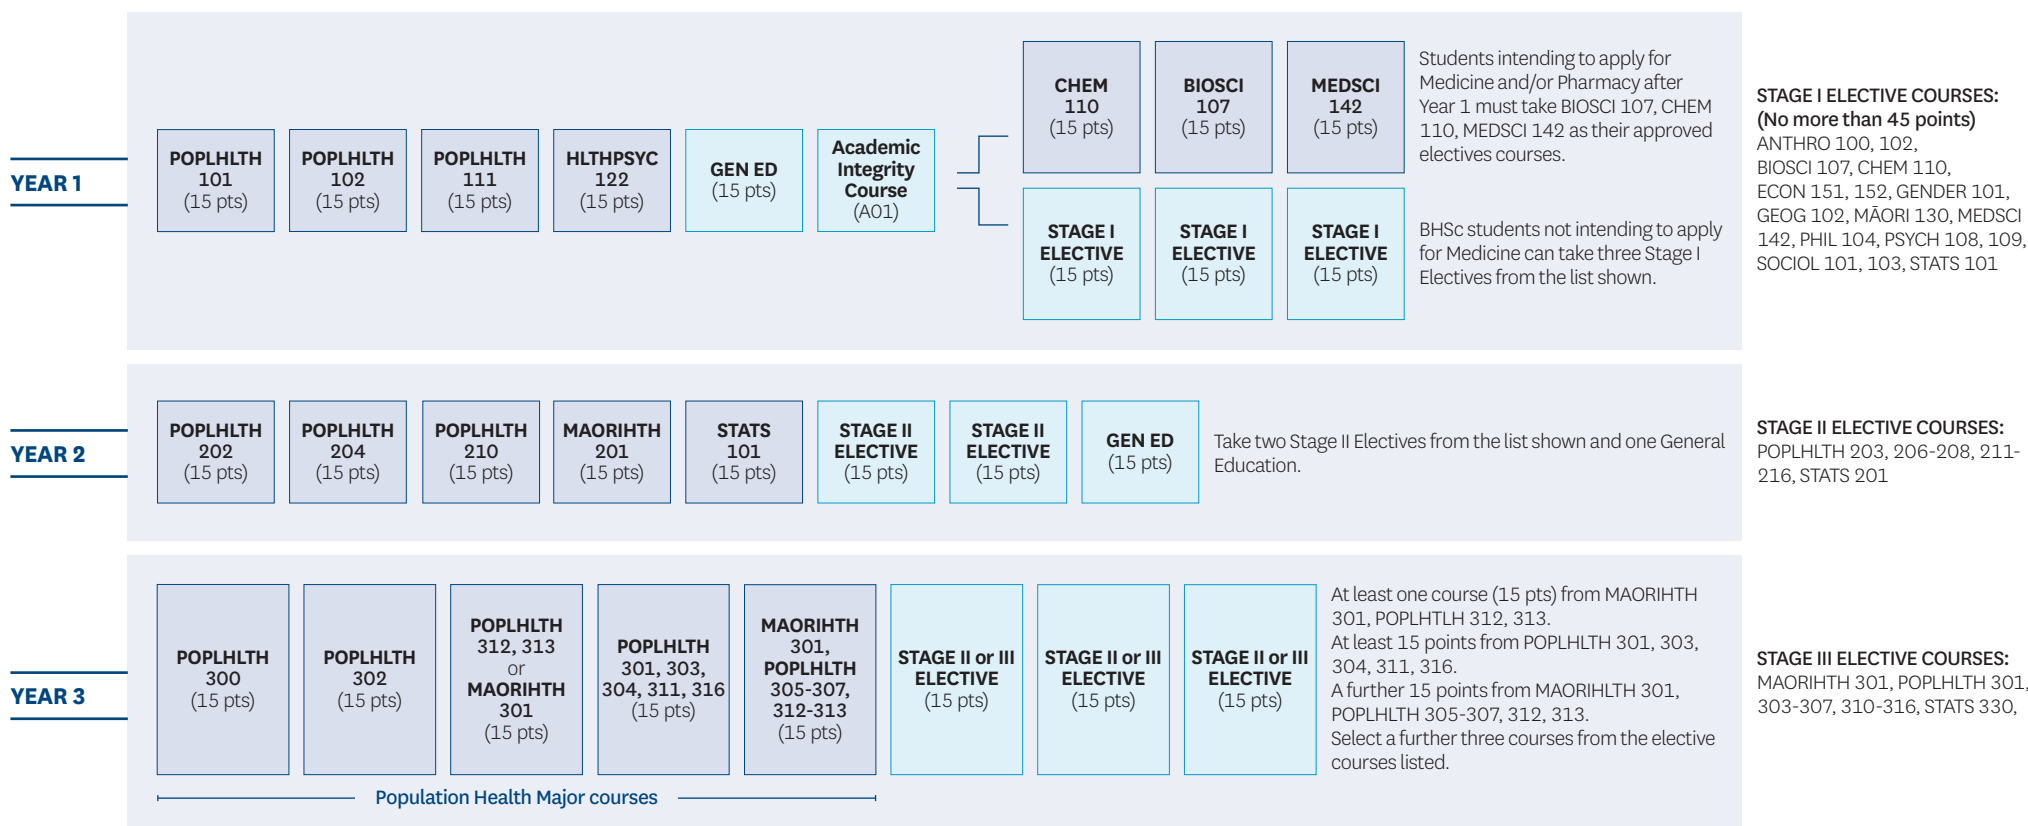 YEAR 1
POPLHLTH
101
(15 pts)
POPLHLTH
102
(15 pts)
POPLHLTH
111
(15 pts)
HLTHPSYC
122
(15 pts)
GEN ED
(15 pts)
Academic
Integrity
Course
(A01)
CHEM
110
(15 pts)
BIOSCI
107
(15 pts)
MEDSCI
142
(15 pts)
Students intending to apply for
Medicine and/or Pharmacy after
Year 1 must take BIOSCI 107, CHEM
110, MEDSCI 142 as their approved
electives courses.
STAGE I
ELECTIVE
(15 pts)
STAGE I
ELECTIVE
(15 pts)
STAGE I
ELECTIVE
(15 pts)
BHSc students not intending to apply
for Medicine can take three Stage I
Electives from the list shown.
STAGE I ELECTIVE COURSES:
(No more than 45 points)
ANTHRO 100, 102,
BIOSCI 107, CHEM 110,
ECON 151, 152, GENDER 101,
GEOG 102, MĀORI 130, MEDSCI
142, PHIL 104, PSYCH 108, 109,
SOCIOL 101, 103, STATS 101
YEAR 2
POPLHLTH
202
(15 pts)
POPLHLTH
204
(15 pts)
POPLHLTH
210
(15 pts)
MAORIHTH
201
(15 pts)
STATS
101
(15 pts)
STAGE II
ELECTIVE
(15 pts)
STAGE II
ELECTIVE
(15 pts)
GEN ED
(15 pts)
Take two Stage II Electives from the list shown and one General
Education.
STAGE II ELECTIVE COURSES:
POPLHLTH 203, 206-208, 211-
216, STATS 201
YEAR 3
POPLHLTH
300
(15 pts)
POPLHLTH
302
(15 pts)
POPLHLTH
312, 313
or
MAORIHTH
301
(15 pts)
POPLHLTH
301, 303,
304, 311, 316
(15 pts)
MAORIHTH
301,
POPLHLTH
305-307,
312-313
(15 pts)
STAGE II or III
ELECTIVE
(15 pts)
STAGE II or III
ELECTIVE
(15 pts)
STAGE II or III
ELECTIVE
(15 pts)
At least one course (15 pts) from MAORIHTH
301, POPLHTLH 312, 313.
At least 15 points from POPLHLTH 301, 303,
304, 311, 316.
A further 15 points from MAORIHLTH 301,
POPLHLTH 305-307, 312, 313.
Select a further three courses from the elective
courses listed.
STAGE III ELECTIVE COURSES:
MAORIHTH 301, POPLHLTH 301,
303-307, 310-316, STATS 330,
Population Health Major courses